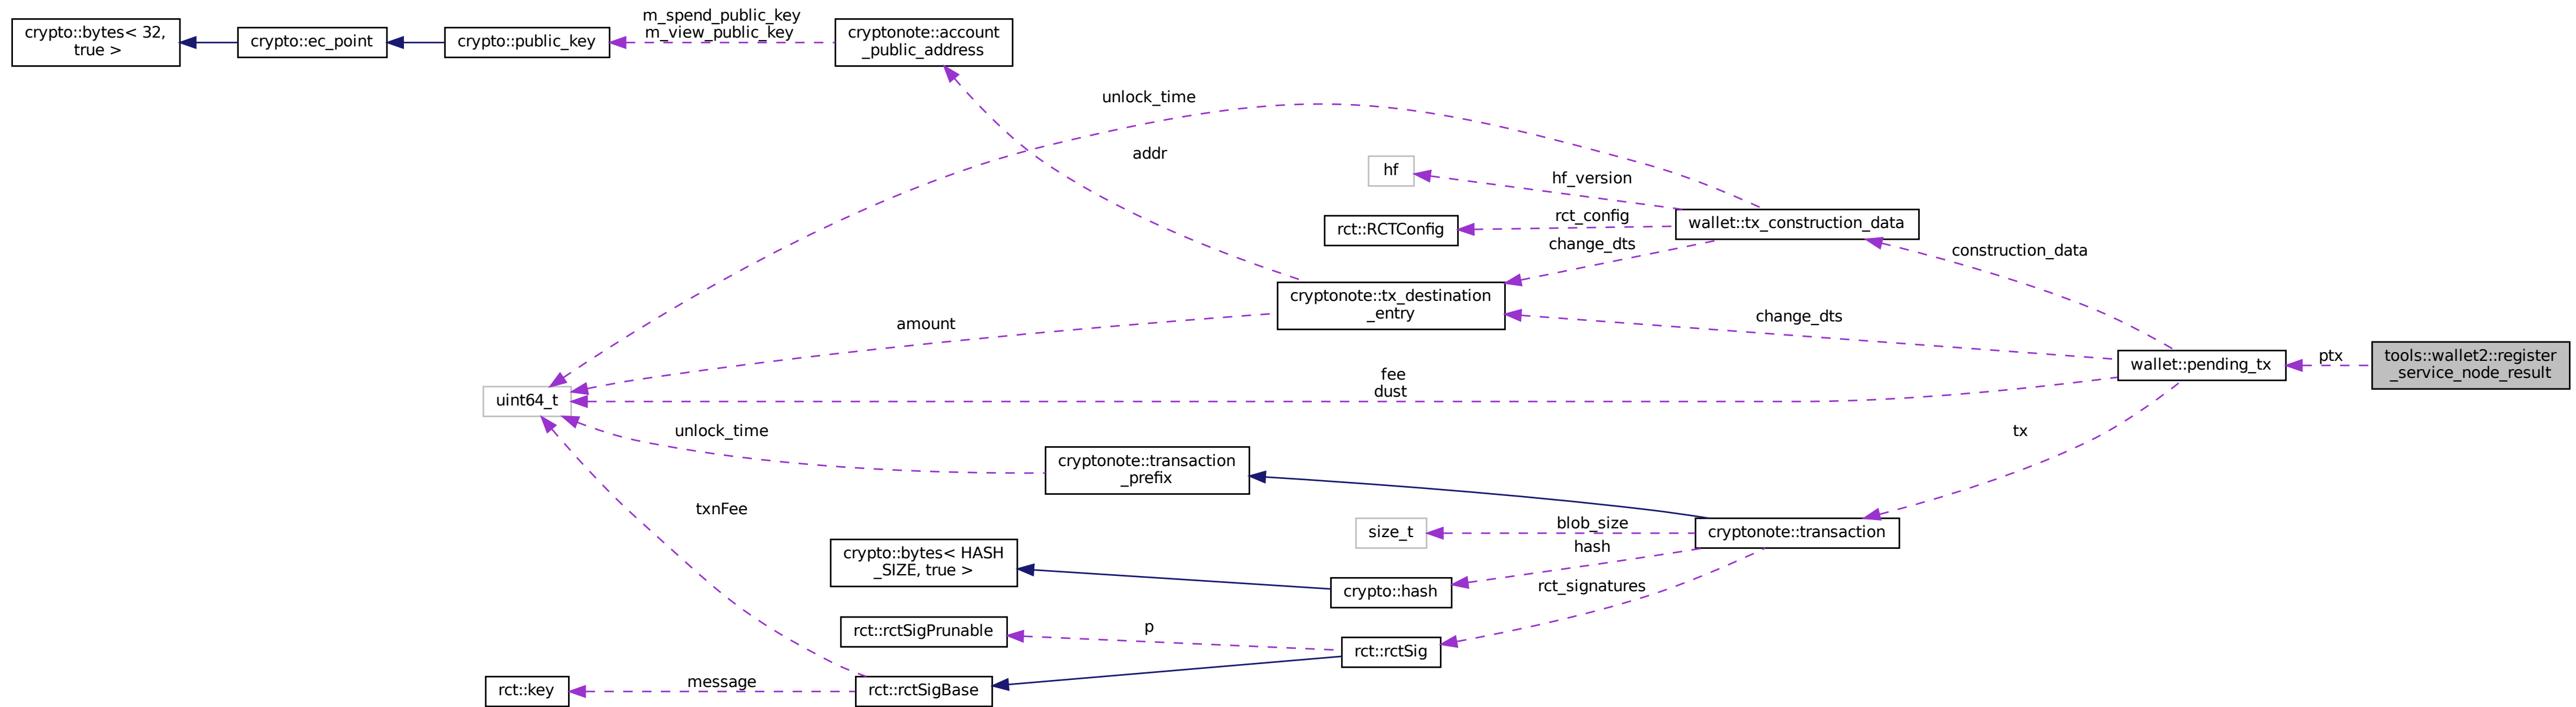 crypto::bytes< 32,
true >
crypto::ec_point
crypto::public_key
m_spend_public_key
m_view_public_key
cryptonote::account
_public_address
unlock_time
addr
hf
hf_version
rct::RCTConfig
rct_config
wallet::tx_construction_data
change_dts
construction_data
cryptonote::tx_destination
_entry
amount
change_dts
wallet::pending_tx
ptx
tools::wallet2::register
_service_node_result
fee
dust
uint64_t
unlock_time
tx
cryptonote::transaction
_prefix
txnFee
size_t
blob_size
cryptonote::transaction
hash
crypto::bytes< HASH
_SIZE, true >
crypto::hash
rct_signatures
rct::rctSigPrunable
p
rct::rctSig
rct::key
message
rct::rctSigBase